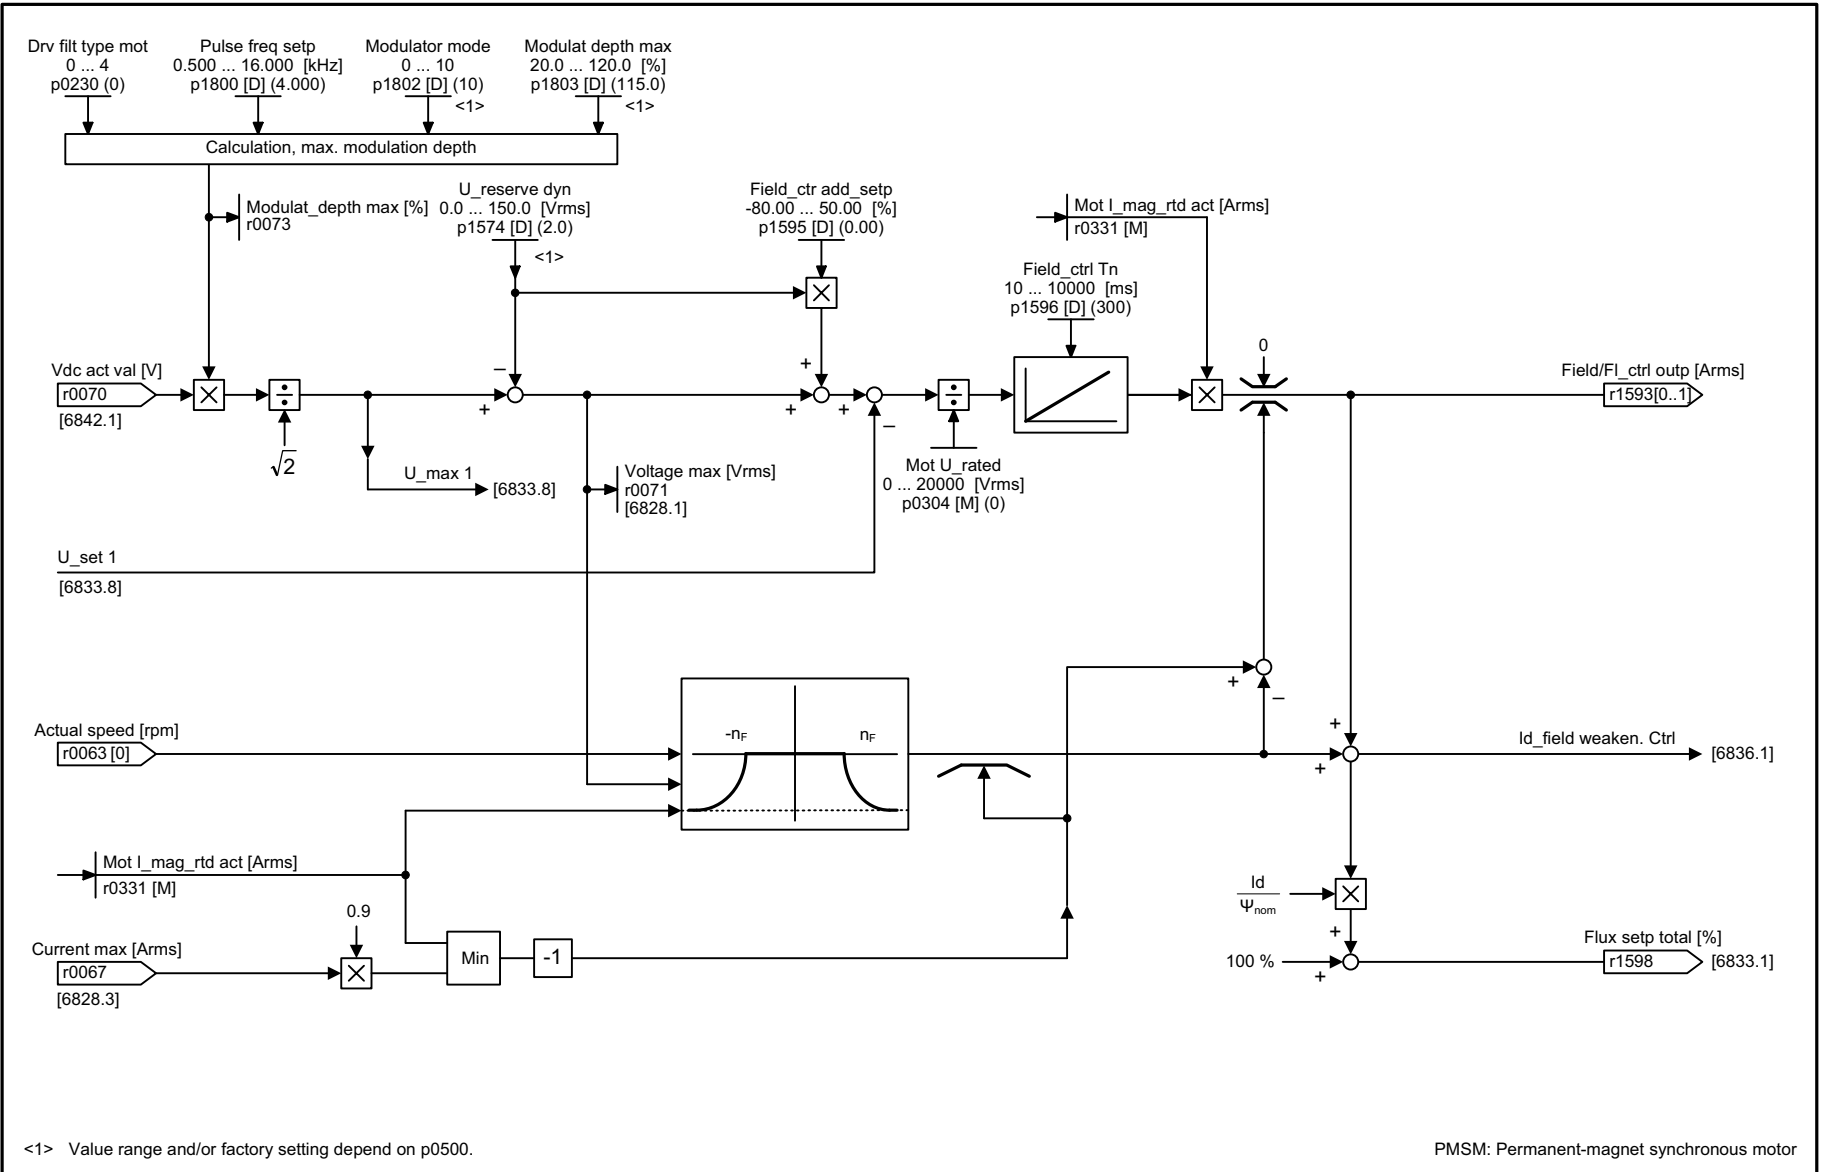 Drv filt type mot
0 ... 4
p0230 (0)
Pulse freq setp
0.500 ... 16.000 [kHz]
p1800 [D] (4.000)
Modulator mode
0 ... 10
p1802 [D] (10)
<1>
Modulat depth max
20.0 ... 120.0 [%]
p1803 [D] (115.0)
<1>
Calculation, max. modulation depth
Modulat_depth max [%]
r0073
U_reserve dyn
0.0 ... 150.0 [Vrms]
p1574 [D] (2.0)
<1>
Field_ctr add_setp
-80.00 ... 50.00 [%]
p1595 [D] (0.00)
Mot I_mag_rtd act [Arms]
r0331 [M]
Field_ctrl Tn
10 ... 10000 [ms]
p1596 [D] (300)
0
Vdc act val [V]
r0070
[6842.1]
×
÷
√2
–
+
×
+
+
+
–
÷
×
Field/Fl_ctrl outp [Arms]
r1593[0..1]
U_max 1
[6833.8]
Voltage max [Vrms]
r0071
[6828.1]
Mot U_rated
0 ... 20000 [Vrms]
p0304 [M] (0)
U_set 1
[6833.8]
+
–
Actual speed [rpm]
r0063 [0]
-nF
nF
+
+
Id_field weaken. Ctrl
[6836.1]
Mot I_mag_rtd act [Arms]
r0331 [M]
0.9
Current max [Arms]
r0067
[6828.3]
×
Min
-1
Id
Ψnom
×
+
100 %
+
Flux setp total [%]
r1598
[6833.1]
<1> Value range and/or factory setting depend on p0500.
PMSM: Permanent-magnet synchronous motor